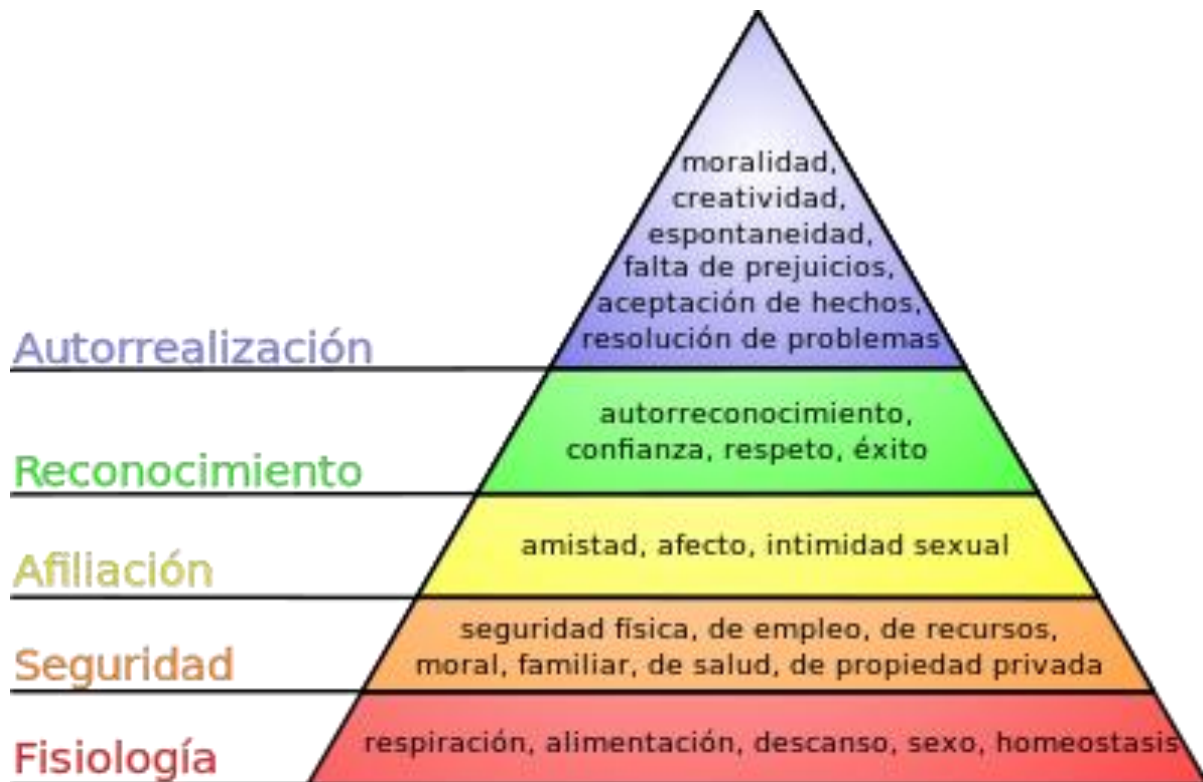 moralidad,
creatividad,
espontaneidad,
falta de prejuicios,
aceptación de hechos,
resolución de problemas
Autorrealización
autorreconocimiento,
confianza, respeto, éxito
Reconocimiento
amistad, afecto, intimidad sexual
Afiliación
seguridad física, de empleo, de recursos,
moral, familiar, de salud, de propiedad privada
Seguridad
respiración, alimentación, descanso, sexo, homeostasis
Fisiología